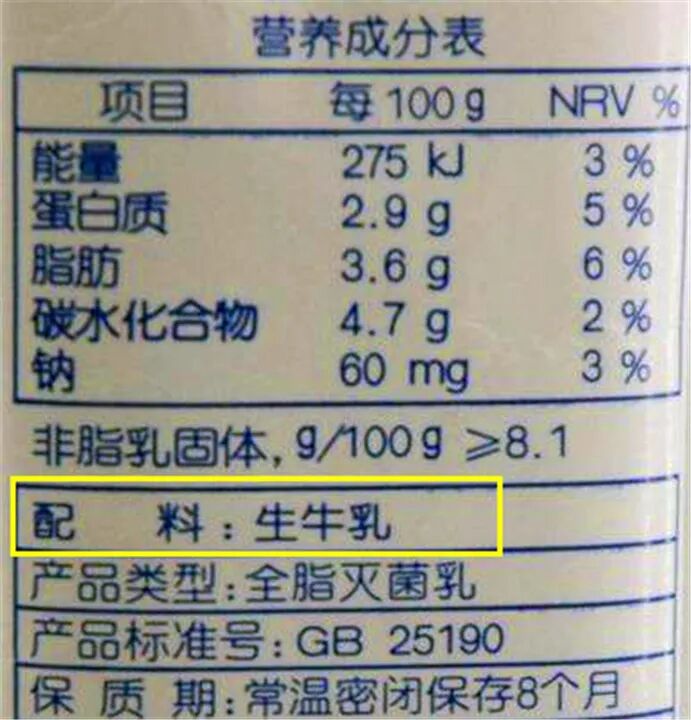 营养成分表
项目 每100g NRV %
能量 275 kJ 3 %
蛋白质 2.9 g 5 %
脂肪 3.6 g 6 %
碳水化合物 4.7 g 2 %
钠 60 mg 3 %
非脂乳固体, g/100g ≥8.1
配 料:生牛乳
产品类型:全脂灭菌乳
产品标准号:GB 25190
保 质 期:常温密闭保存8个月